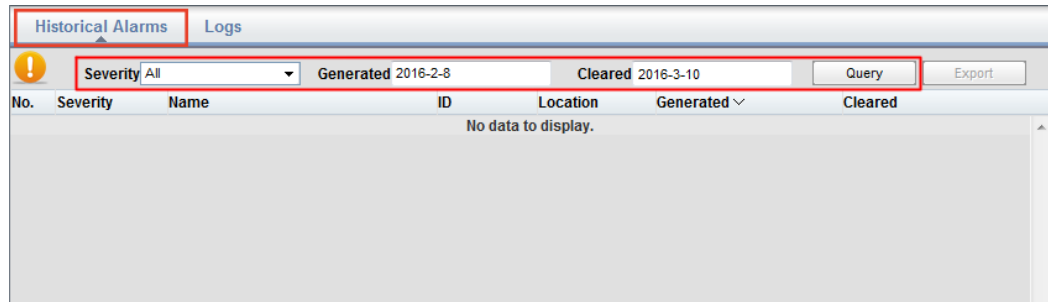 Historical Alarms Logs
Severity All Generated 2016-2-8 Cleared 2016-3-10 Query Export
No. Severity Name ID Location Generated Cleared
No data to display.